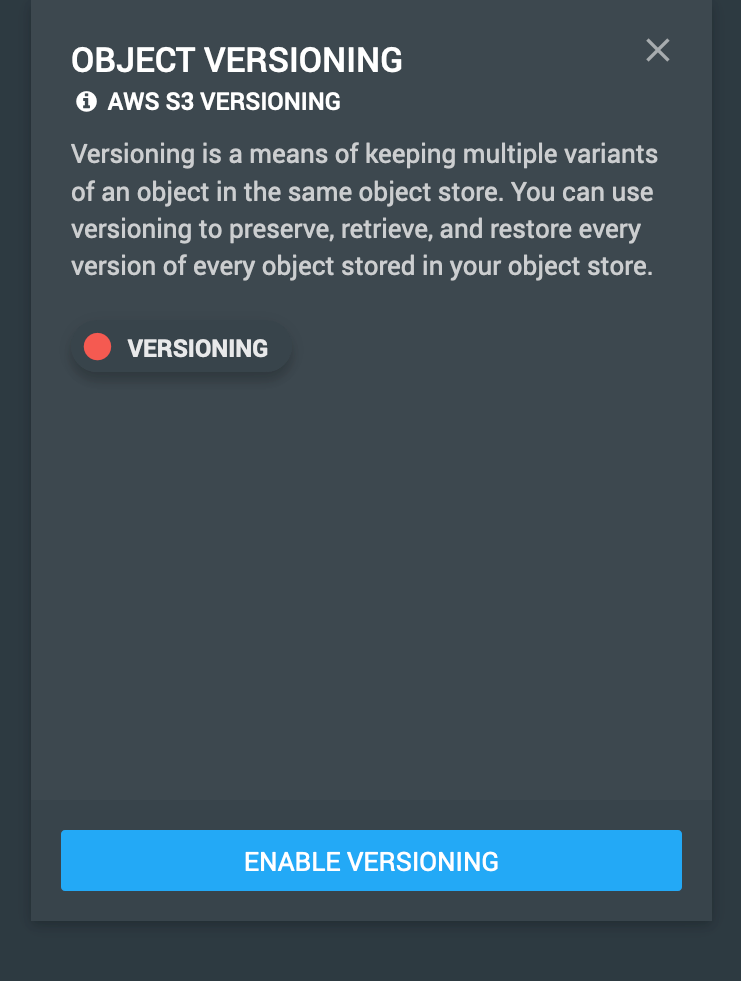 OBJECT VERSIONING
AWS S3 VERSIONING
Versioning is a means of keeping multiple variants
of an object in the same object store. You can use
versioning to preserve, retrieve, and restore every
version of every object stored in your object store.
VERSIONING
ENABLE VERSIONING